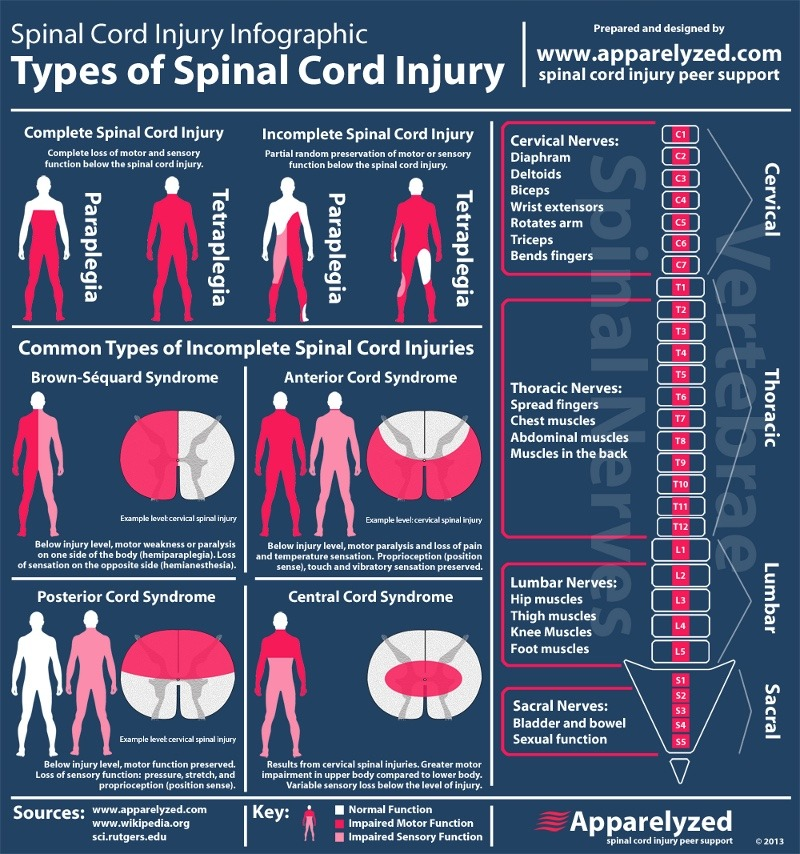 Spinal Cord Injury Infographic
Types of Spinal Cord Injury
Prepared and designed by
www.apparelyzed.com
spinal cord injury peer support
Complete Spinal Cord Injury
Complete loss of motor and sensory
function below the spinal cord injury.
Paraplegia
Tetraplegia
Incomplete Spinal Cord Injury
Partial random preservation of motor or sensory
function below the spinal cord injury.
Paraplegia
Tetraplegia
Common Types of Incomplete Spinal Cord Injuries
Brown-Séquard Syndrome
Example level: cervical spinal injury
Below injury level, motor weakness or paralysis
on one side of the body (hemiparaplegia). Loss
of sensation on the opposite side (hemianesthesia).
Anterior Cord Syndrome
Example level: cervical spinal injury
Below injury level, motor paralysis and loss of pain
and temperature sensation. Proprioception (position
sense), touch and vibratory sensation preserved.
Posterior Cord Syndrome
Example level: cervical spinal injury
Below injury level, motor function preserved.
Loss of sensory function: pressure, stretch, and
proprioception (position sense).
Central Cord Syndrome
Results from cervical spinal injuries. Greater motor
impairment in upper body compared to lower body.
Variable sensory loss below the level of injury.
Spinal Nerves
Vertebrae
Cervical Nerves:
Diaphram
Deltoids
Biceps
Wrist extensors
Rotates arm
Triceps
Bends fingers
Thoracic Nerves:
Spread fingers
Chest muscles
Abdominal muscles
Muscles in the back
Lumbar Nerves:
Hip muscles
Thigh muscles
Knee Muscles
Foot muscles
Sacral Nerves:
Bladder and bowel
Sexual function
C1
C2
C3
C4
C5
C6
C7
T1
T2
T3
T4
T5
T6
T7
T8
T9
T10
T11
T12
L1
L2
L3
L4
L5
S1
S2
S3
S4
S5
Cervical
Thoracic
Lumbar
Sacral
Sources:
www.apparelyzed.com
www.wikipedia.org
sci.rutgers.edu
Key:
Normal Function
Impaired Motor Function
Impaired Sensory Function
Apparelyzed
spinal cord injury peer support
© 2013